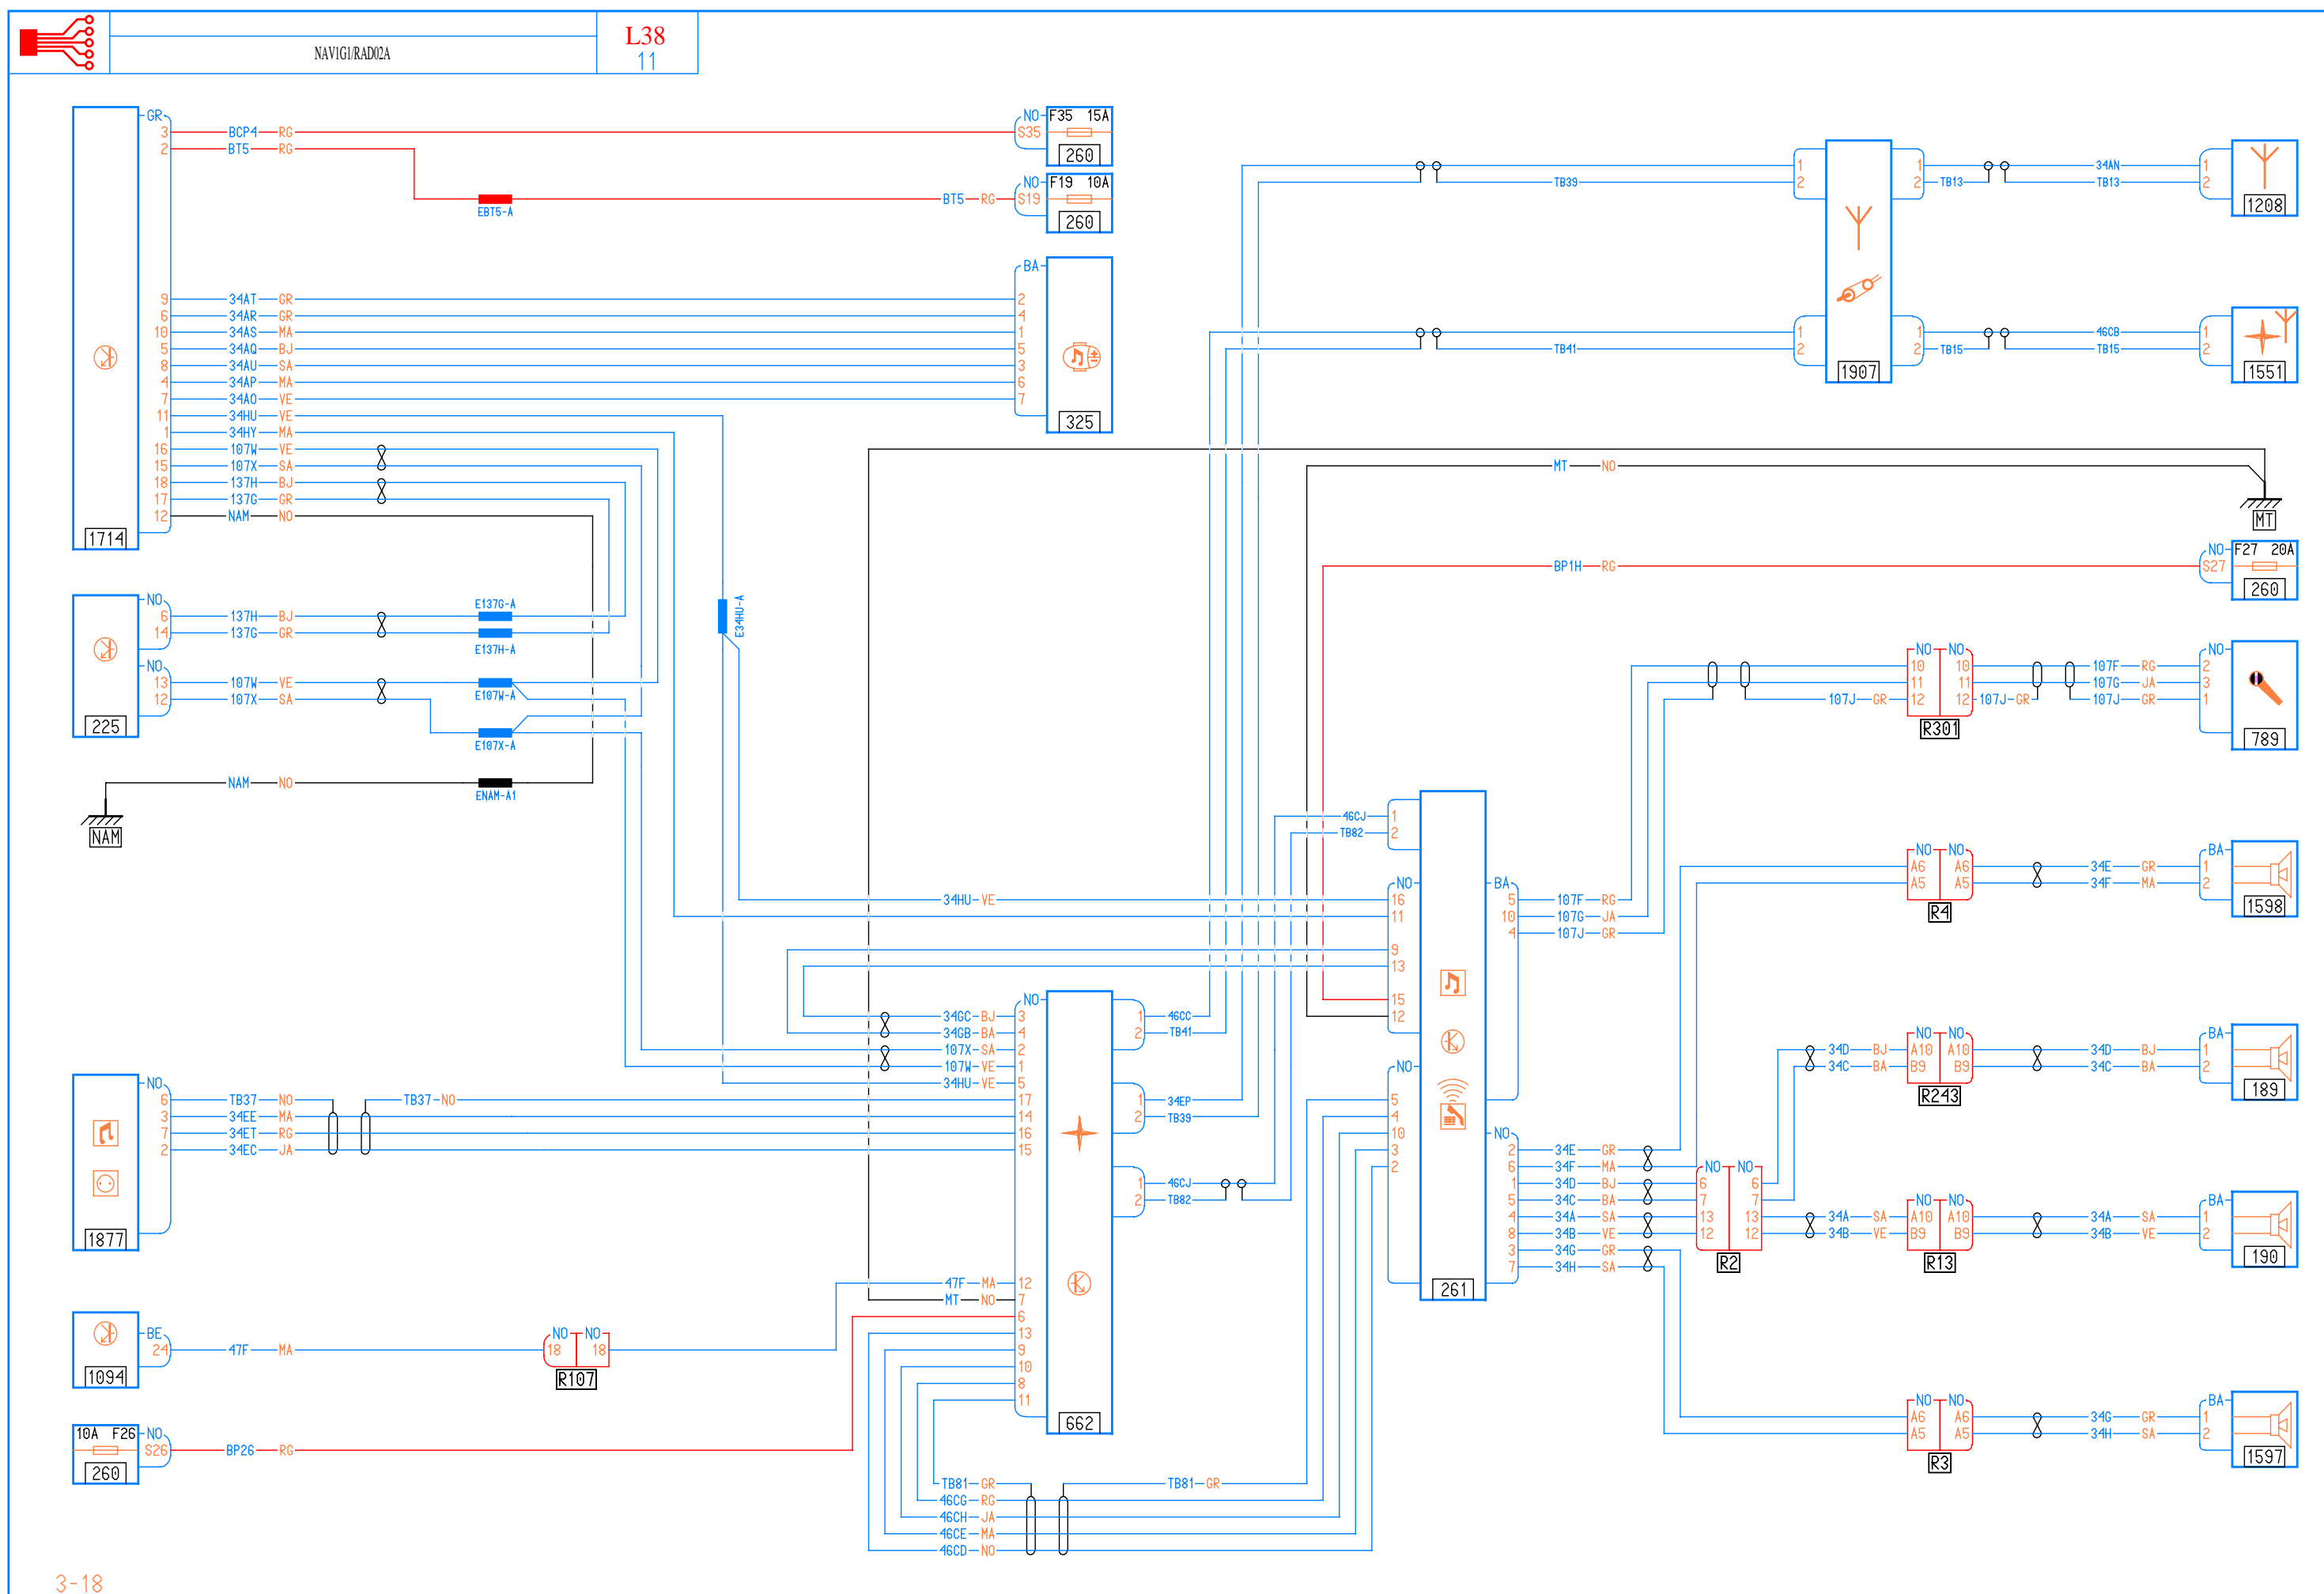 NAVIGI/RAD02A
L38
11
GR
3 BCP4 RG
2 BT5 RG
EBT5-A
BT5 RG
NO F35 15A
S35
260
NO F19 10A
S19
260
9 34AT GR
6 34AR GR
10 34AS MA
5 34AQ BJ
8 34AU SA
4 34AP MA
7 34AO VE
11 34HU VE
1 34HY MA
16 107W VE
15 107X SA
18 137H BJ
17 137G GR
12 NAM NO
1714
BA
2
4
1
5
3
6
7
325
NO
6 137H BJ
14 137G GR
E137G-A
E137H-A
NO
13 107W VE
12 107X SA
E107W-A
E107X-A
225
E34HU-A
NAM NO
ENAM-A1
NAM
1 1
2 TB39 2
1 34AN 1
2 TB13 TB13 2
1208
1 1
2 TB41 2
1 46CB 1
2 TB15 TB15 2
1551
1907
MT NO
MT
BP1H RG
NO F27 20A
S27
260
NO NO
10 10 107F RG 2
11 11 107G JA 3
107J GR 12 12 107J GR 107J GR 1
R301
NO
789
46CJ 1
TB82 2
NO
34HU VE 16
11
9
13
15
12
BA
5 107F RG
10 107G JA
4 107J GR
NO NO
A6 A6 34E GR 1
A5 A5 34F MA 2
R4
BA
1598
NO
34GC BJ 3
34GB BA 4
107X SA 2
107W VE 1
34HU VE 5
17
14
16
15
1 46CC
2 TB41
1 34EP
2 TB39
1 46CJ
2 TB82
NO
6 TB37 NO TB37 NO
3 34EE MA
7 34ET RG
2 34EC JA
1877
NO
5
4
10
3
2
NO
2 34E GR
6 34F MA
1 34D BJ
5 34C BA
4 34A SA
8 34B VE
3 34G GR
7 34H SA
261
NO NO
6 6
7 7
13 13
12 12
R2
NO NO
34D BJ A10 A10 34D BJ 1
34C BA B9 B9 34C BA 2
R243
BA
189
NO NO
34A SA A10 A10 34A SA 1
34B VE B9 B9 34B VE 2
R13
BA
190
47F MA 12
MT NO 7
6
13
9
10
8
11
662
BE
24 47F MA
1094
NO NO
18 18
R107
10A F26 NO
S26 BP26 RG
260
NO NO
A6 A6 34G GR 1
A5 A5 34H SA 2
R3
BA
1597
TB81 GR TB81 GR
46CG RG
46CH JA
46CE MA
46CD NO
3-18